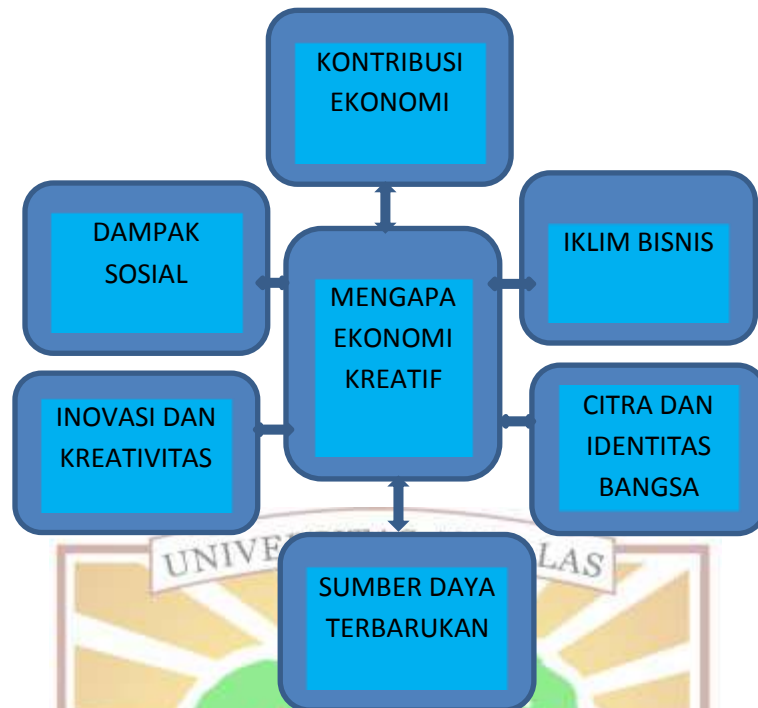 KONTRIBUSI
EKONOMI
DAMPAK
SOSIAL
IKLIM BISNIS
MENGAPA
EKONOMI
KREATIF
INOVASI DAN
KREATIVITAS
CITRA DAN
IDENTITAS
BANGSA
SUMBER DAYA
TERBARUKAN